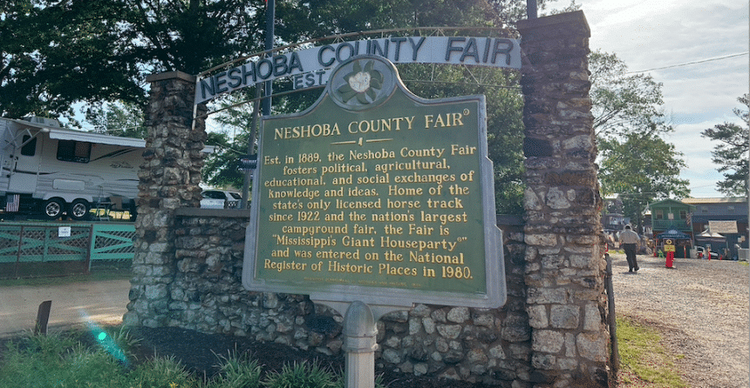 NESHOBA COUNTY FAIR
EST.
NESHOBA COUNTY FAIR®
Est. in 1889, the Neshoba County Fair
fosters political, agricultural,
educational, and social exchanges of
knowledge and ideas. Home of the
state's only licensed horse track
since 1922 and the nation's largest
campground fair, the Fair is
"Mississippi's Giant Houseparty"
and was entered on the National
Register of Historic Places in 1980.